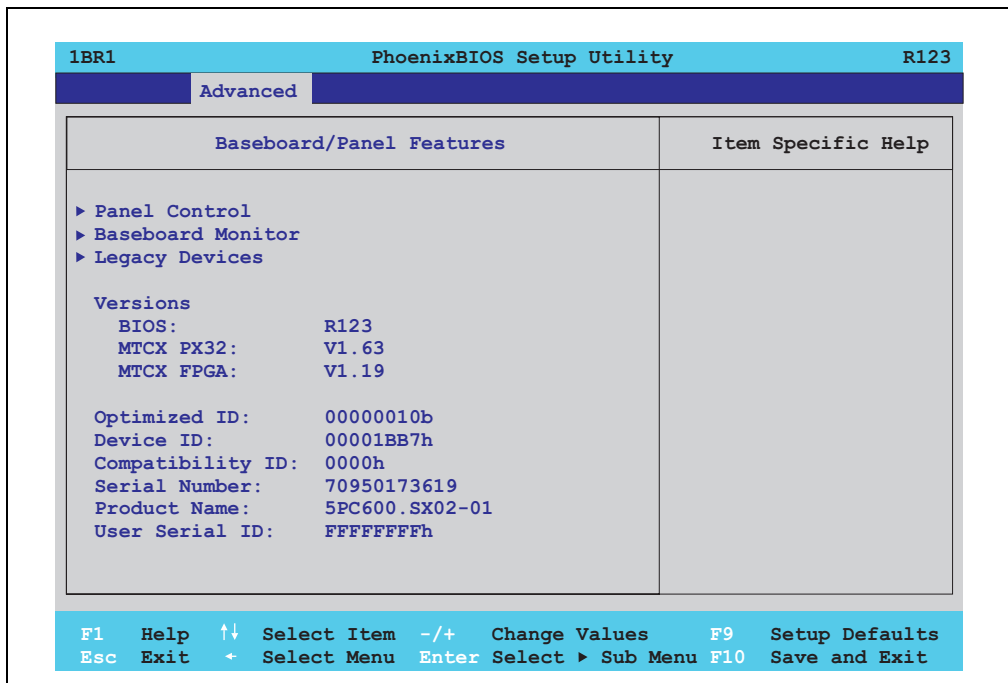 1BR1 PhoenixBIOS Setup Utility R123
Advanced
Baseboard/Panel Features Item Specific Help
▶ Panel Control
▶ Baseboard Monitor
▶ Legacy Devices
Versions
BIOS: R123
MTCX PX32: V1.63
MTCX FPGA: V1.19
Optimized ID: 00000010b
Device ID: 00001BB7h
Compatibility ID: 0000h
Serial Number: 70950173619
Product Name: 5PC600.SX02-01
User Serial ID: FFFFFFFFh
F1 Help ↑↓ Select Item -/+ Change Values F9 Setup Defaults
Esc Exit ← Select Menu Enter Select ▶ Sub Menu F10 Save and Exit